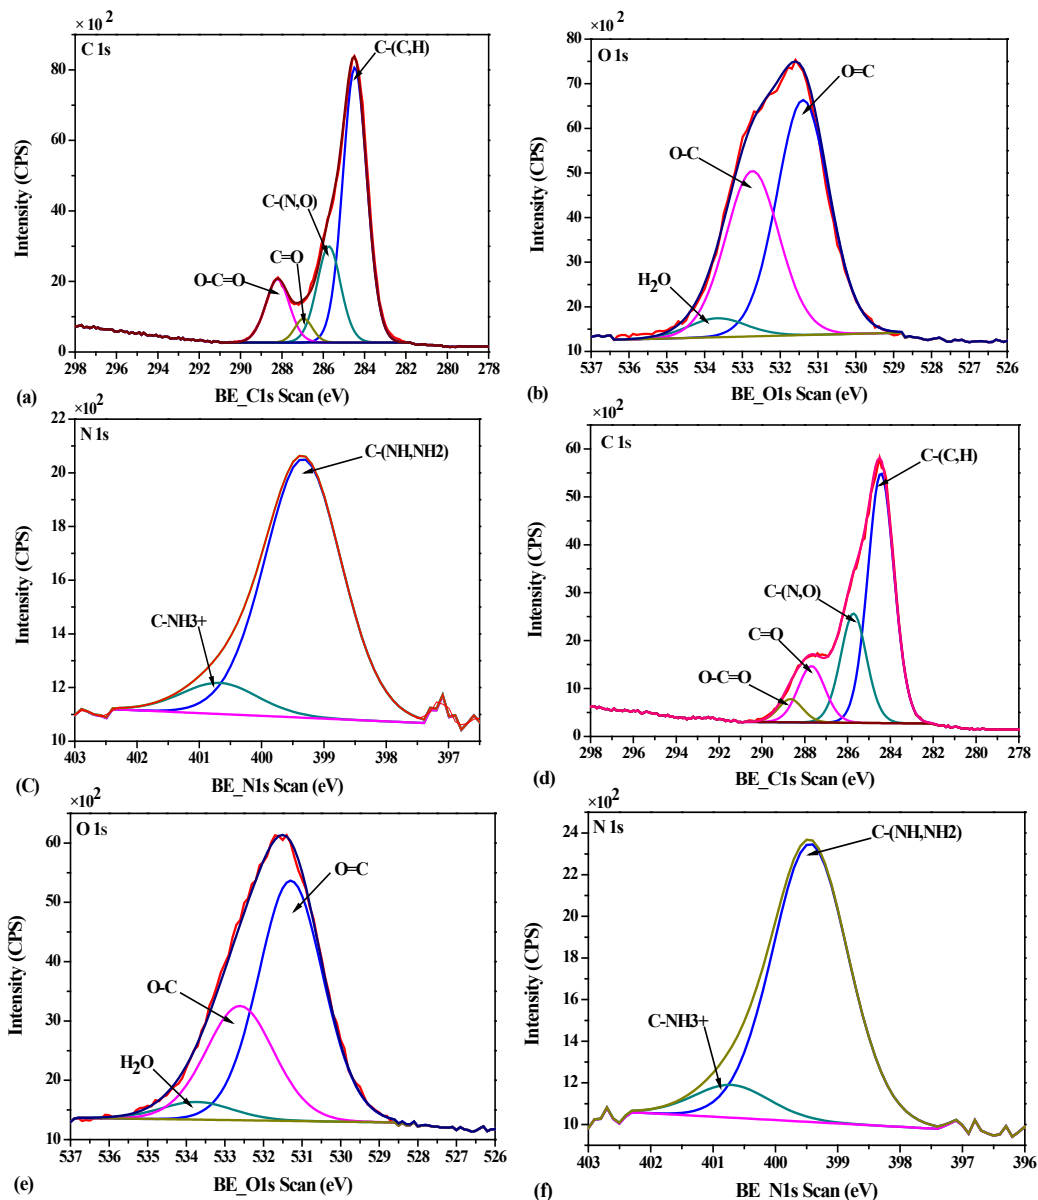 ×10²
C 1s
C-(C,H)
C-(N,O)
C=O
O-C=O
Intensity (CPS)
80
60
40
20
0
298 296 294 292 290 288 286 284 282 280 278
(a)
BE_C1s Scan (eV)
×10²
O 1s
O=C
O-C
H₂O
Intensity (CPS)
80
70
60
50
40
30
20
10
537 536 535 534 533 532 531 530 529 528 527 526
(b)
BE_O1s Scan (eV)
×10²
N 1s
C-(NH,NH2)
C-NH3+
Intensity (CPS)
22
20
18
16
14
12
10
403 402 401 400 399 398 397
(C)
BE_N1s Scan (eV)
×10²
C 1s
C-(C,H)
C-(N,O)
C=O
O-C=O
Intensity (CPS)
60
50
40
30
20
10
0
298 296 294 292 290 288 286 284 282 280 278
(d)
BE_C1s Scan (eV)
×10²
O 1s
O=C
O-C
H₂O
Intensity (CPS)
60
50
40
30
20
10
537 536 535 534 533 532 531 530 529 528 527 526
(e)
BE_O1s Scan (eV)
×10²
N 1s
C-(NH,NH2)
C-NH3+
Intensity (CPS)
24
22
20
18
16
14
12
10
403 402 401 400 399 398 397 396
(f)
BE_N1s Scan (eV)